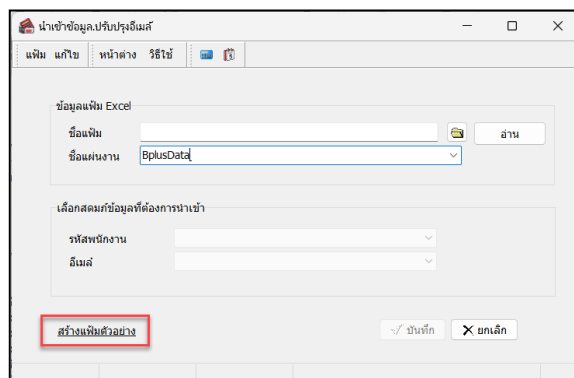 นำเข้าข้อมูล.ปรับปรุงอีเมล์
แฟ้ม แก้ไข หน้าต่าง วิธีใช้
ข้อมูลแฟ้ม Excel
ชื่อแฟ้ม อ่าน
ชื่อแผ่นงาน BplusData
เลือกสดมภ์ข้อมูลที่ต้องการนำเข้า
รหัสพนักงาน
อีเมล์
สร้างแฟ้มตัวอย่าง บันทึก ยกเลิก